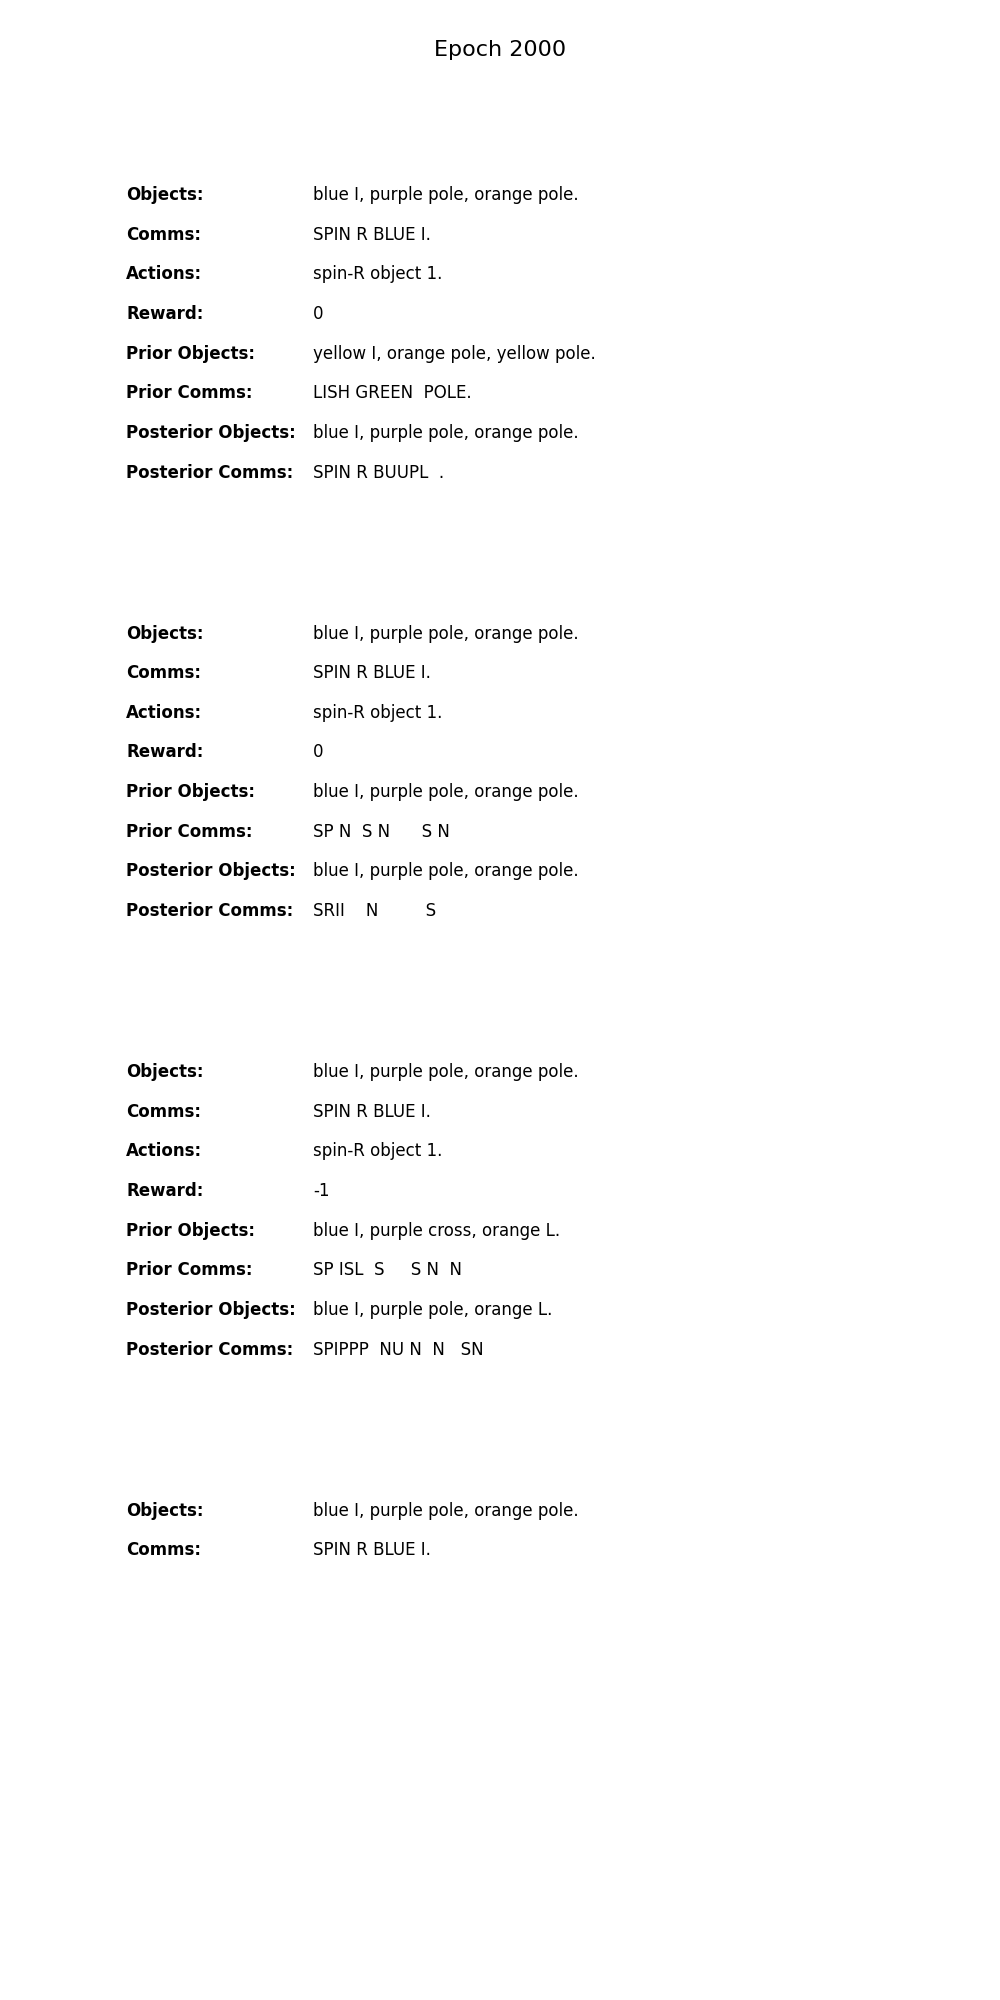 Epoch 2000
Objects: blue I, purple pole, orange pole.
Comms: SPIN R BLUE I.
Actions: spin-R object 1.
Reward: 0
Prior Objects: yellow I, orange pole, yellow pole.
Prior Comms: LISH GREEN  POLE.
Posterior Objects: blue I, purple pole, orange pole.
Posterior Comms: SPIN R BUUPL  .
Objects: blue I, purple pole, orange pole.
Comms: SPIN R BLUE I.
Actions: spin-R object 1.
Reward: 0
Prior Objects: blue I, purple pole, orange pole.
Prior Comms: SP N  S N      S N
Posterior Objects: blue I, purple pole, orange pole.
Posterior Comms: SRII    N         S
Objects: blue I, purple pole, orange pole.
Comms: SPIN R BLUE I.
Actions: spin-R object 1.
Reward: -1
Prior Objects: blue I, purple cross, orange L.
Prior Comms: SP ISL  S     S N  N
Posterior Objects: blue I, purple pole, orange L.
Posterior Comms: SPIPPP  NU N  N   SN
Objects: blue I, purple pole, orange pole.
Comms: SPIN R BLUE I.